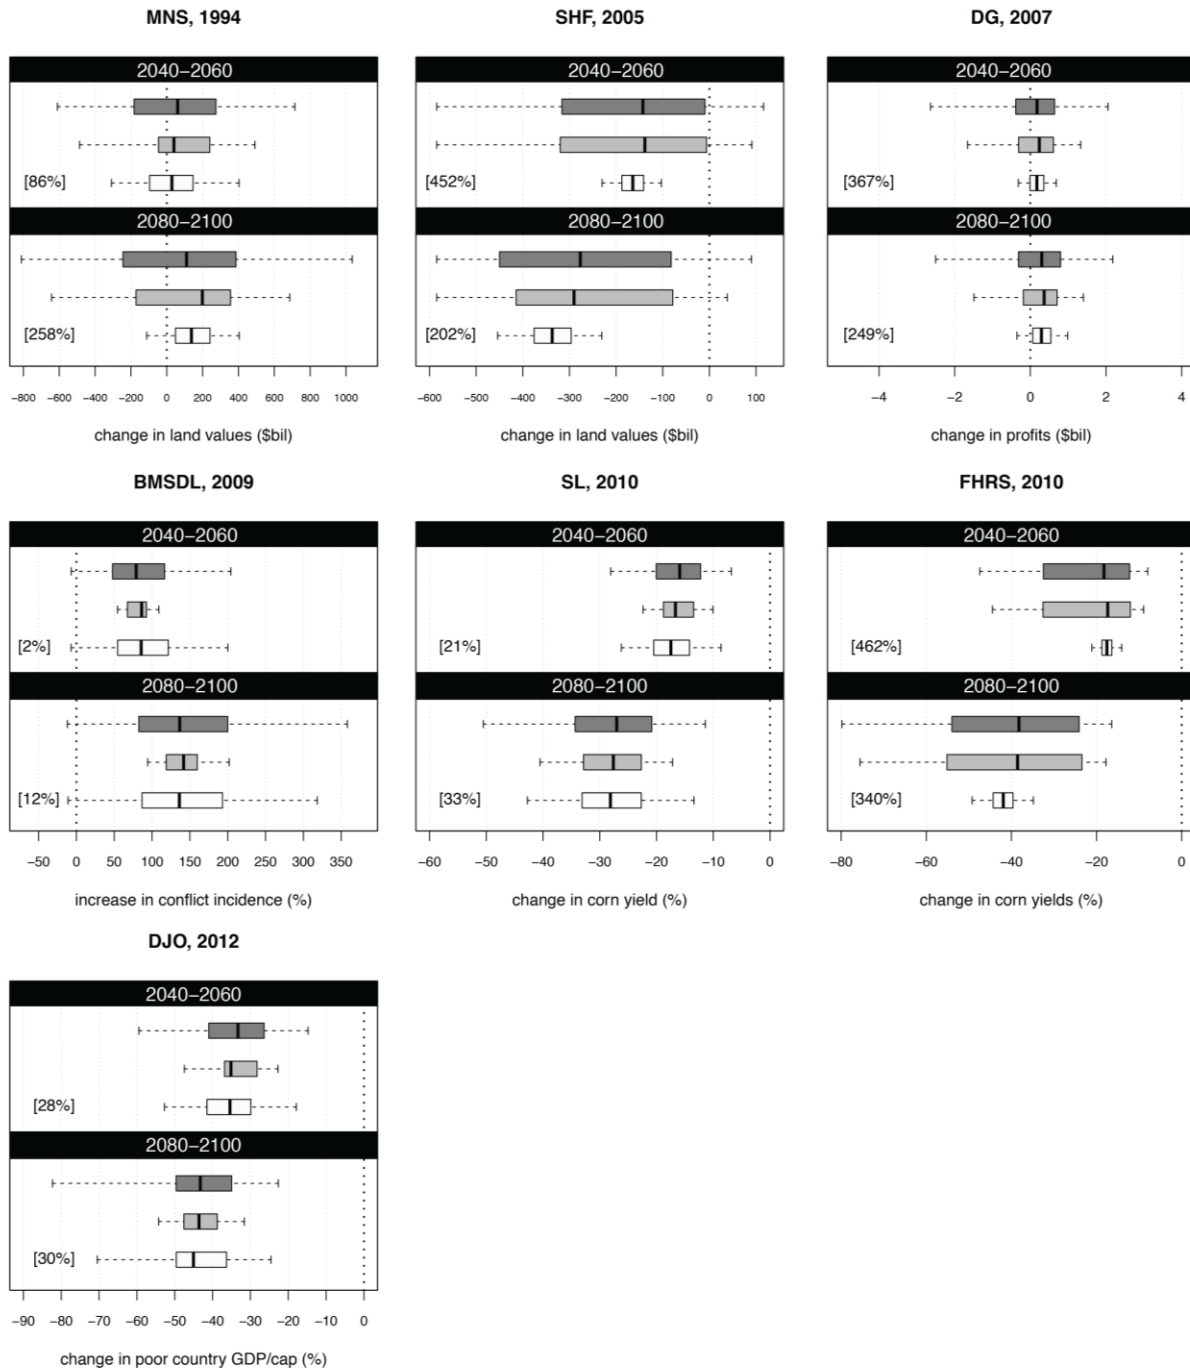 MNS, 1994
2040−2060
[86%]
2080−2100
[258%]
−800 −600 −400 −200 0 200 400 600 800 1000
change in land values ($bil)
SHF, 2005
2040−2060
[452%]
2080−2100
[202%]
−600 −500 −400 −300 −200 −100 0 100
change in land values ($bil)
DG, 2007
2040−2060
[367%]
2080−2100
[249%]
−4 −2 0 2 4
change in profits ($bil)
BMSDL, 2009
2040−2060
[2%]
2080−2100
[12%]
−50 0 50 100 150 200 250 300 350
increase in conflict incidence (%)
SL, 2010
2040−2060
[21%]
2080−2100
[33%]
−60 −50 −40 −30 −20 −10 0
change in corn yield (%)
FHRS, 2010
2040−2060
[462%]
2080−2100
[340%]
−80 −60 −40 −20 0
change in corn yields (%)
DJO, 2012
2040−2060
[28%]
2080−2100
[30%]
−90 −80 −70 −60 −50 −40 −30 −20 −10 0
change in poor country GDP/cap (%)